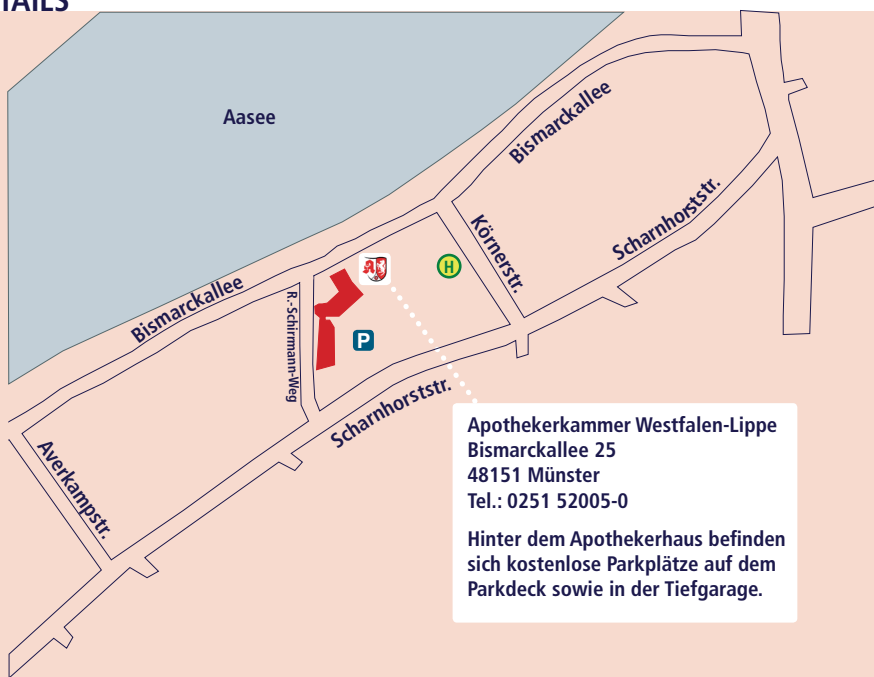 TAILS
Aasee
Bismarckallee
Scharnhorststr.
Körnerstr.
H
A
Bismarckallee
R.-Schirmann-Weg
P
Scharnhorststr.
Averkampstr.
Apothekerkammer Westfalen-Lippe
Bismarckallee 25
48151 Münster
Tel.: 0251 52005-0
Hinter dem Apothekerhaus befinden
sich kostenlose Parkplätze auf dem
Parkdeck sowie in der Tiefgarage.